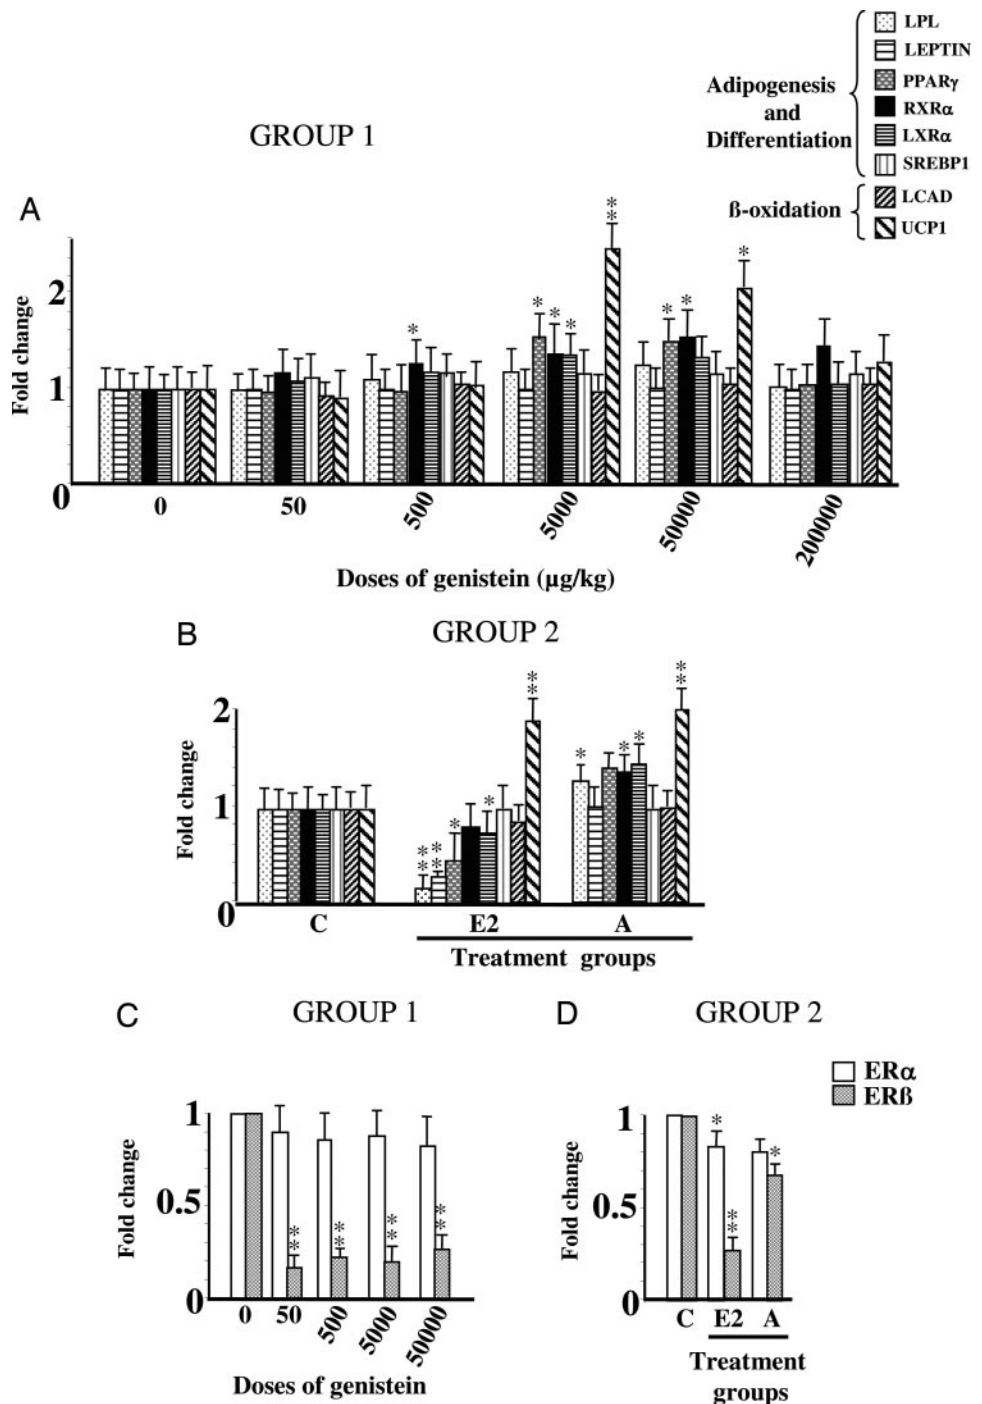 LPL
LEPTIN
PPARγ
RXRα
LXRα
SREBP1
LCAD
UCP1
Adipogenesis
and
Differentiation
ß-oxidation
GROUP 1
A
Fold change
2
1
0
*
*
*
*
**
*
*
*
0
50
500
5000
50000
200000
Doses of genistein (µg/kg)
B
GROUP 2
Fold change
2
1
0
**
**
*
*
**
*
*
*
**
C
E2
A
Treatment groups
C
GROUP 1
Fold change
1
0.5
0
**
**
**
**
0
50
500
5000
50000
Doses of genistein
D
GROUP 2
ERα
ERß
Fold change
1
0.5
0
*
**
*
C
E2
A
Treatment
groups